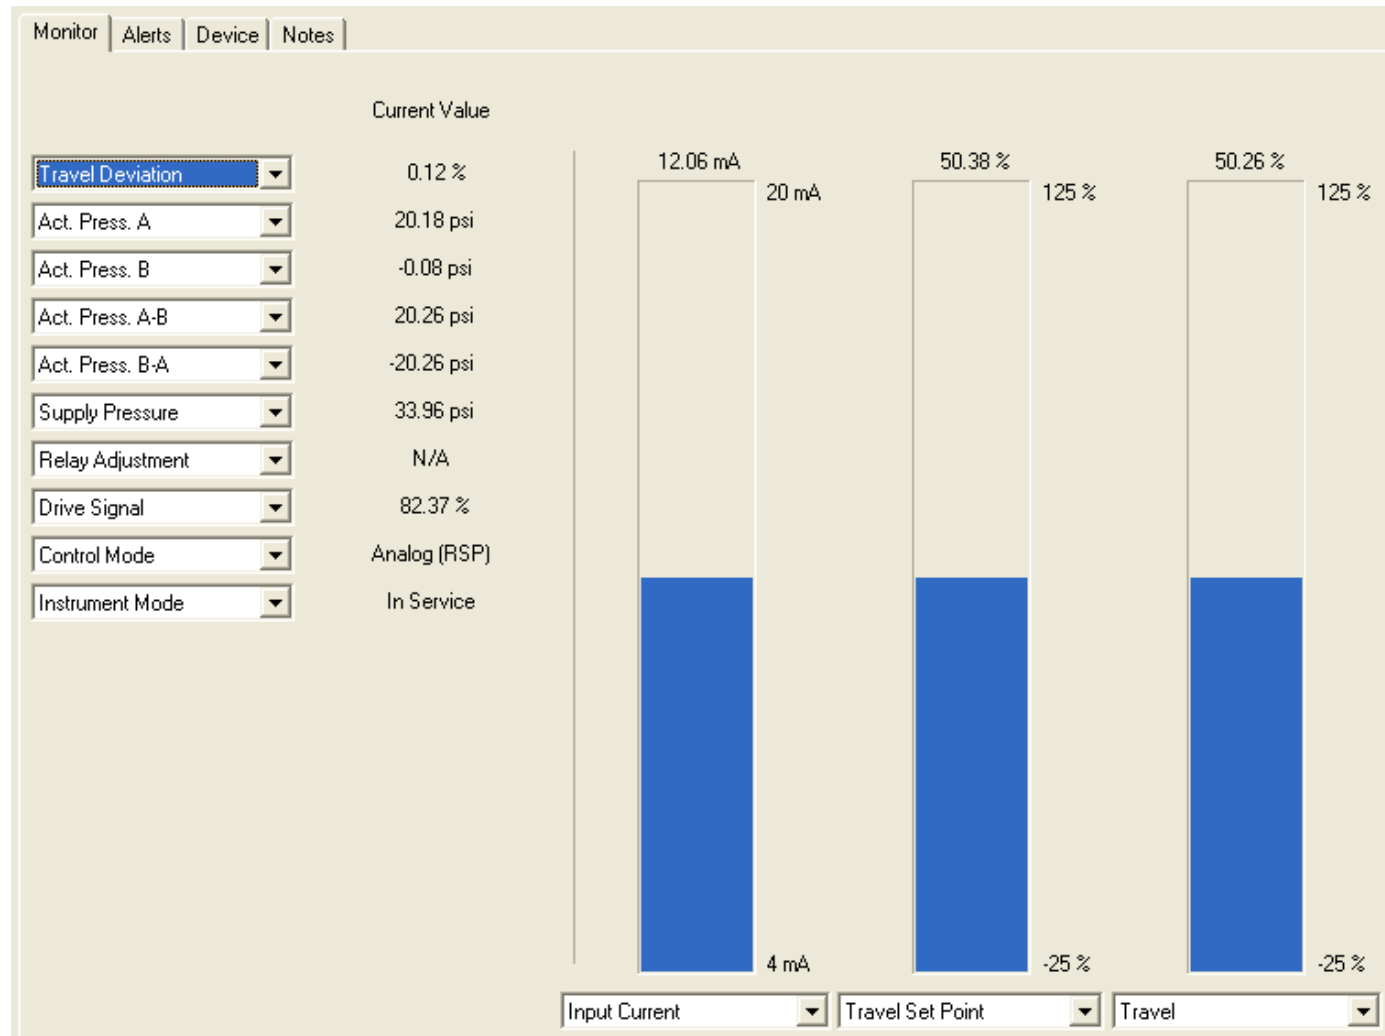 Monitor Alerts Device Notes
Current Value
12.06 mA 50.38 % 50.26 %
Travel Deviation 0.12 %
20 mA 125 % 125 %
Act. Press. A 20.18 psi
Act. Press. B -0.08 psi
Act. Press. A-B 20.26 psi
Act. Press. B-A -20.26 psi
Supply Pressure 33.96 psi
Relay Adjustment N/A
Drive Signal 82.37 %
Control Mode Analog (RSP)
Instrument Mode In Service
4 mA -25 % -25 %
Input Current Travel Set Point Travel